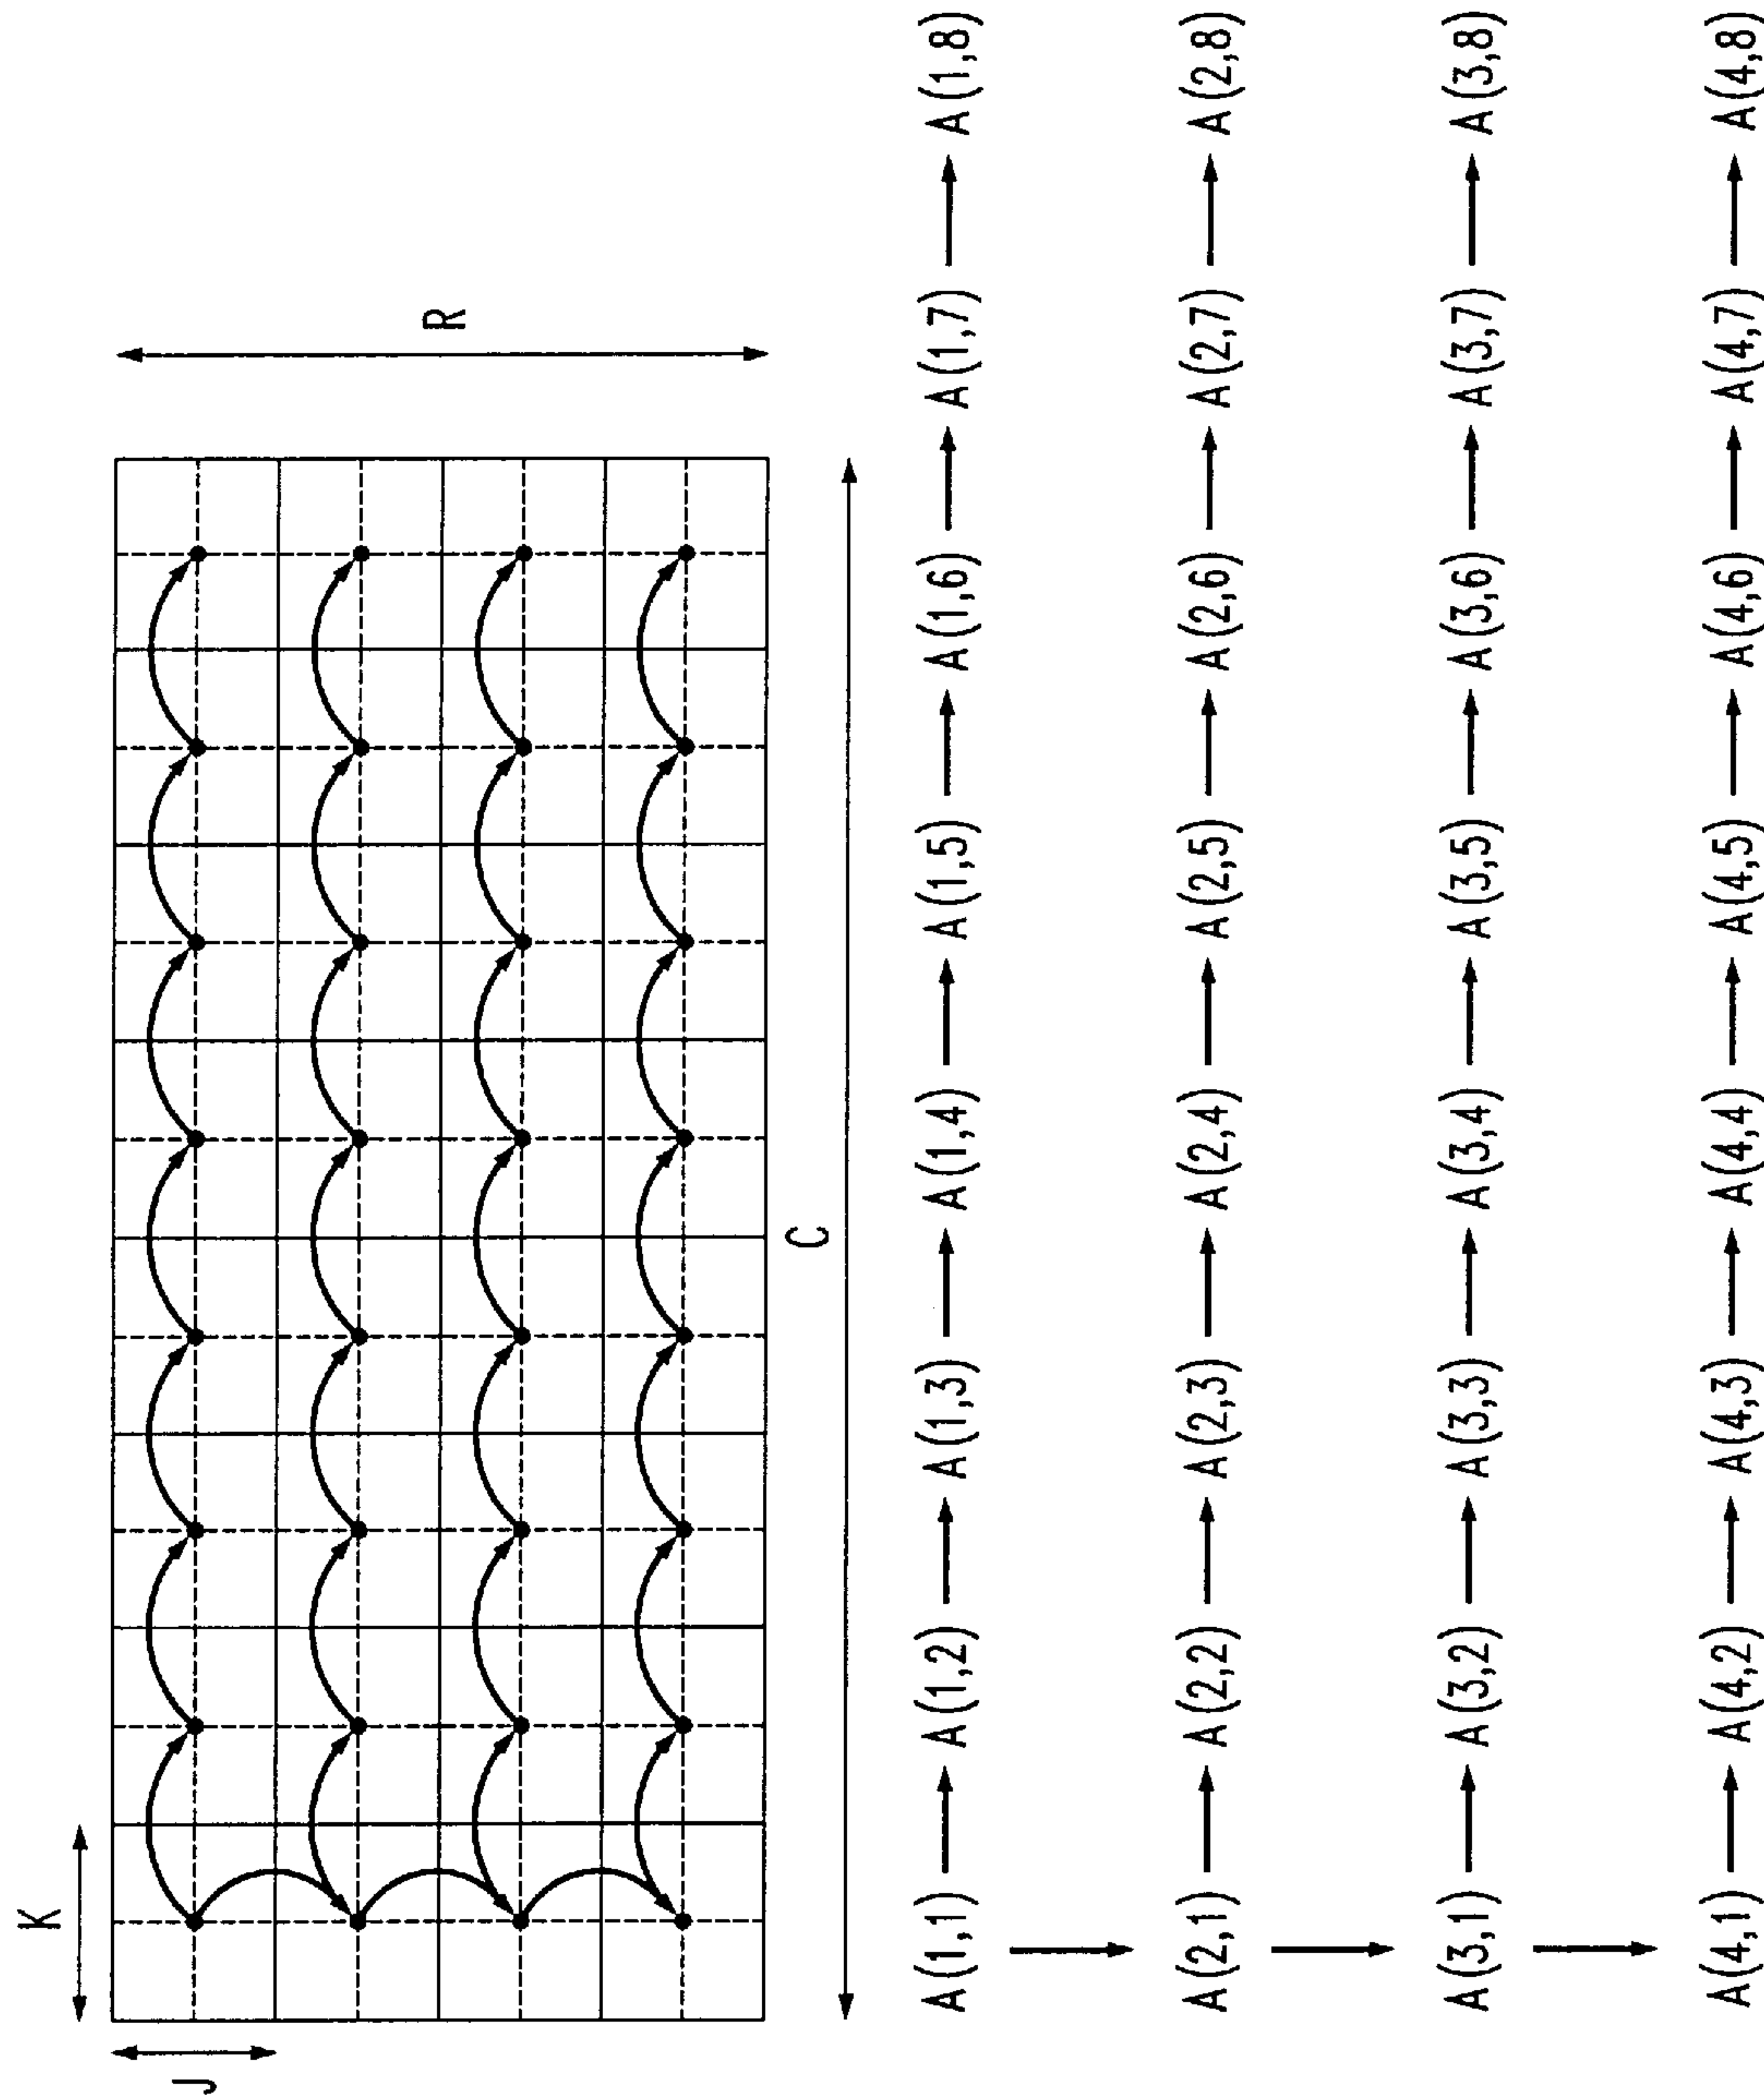 K
J
R
C
A(1,1) → A(1,2) → A(1,3) → A(1,4) → A(1,5) → A(1,6) → A(1,7) → A(1,8)
A(2,1) → A(2,2) → A(2,3) → A(2,4) → A(2,5) → A(2,6) → A(2,7) → A(2,8)
A(3,1) → A(3,2) → A(3,3) → A(3,4) → A(3,5) → A(3,6) → A(3,7) → A(3,8)
A(4,1) → A(4,2) → A(4,3) → A(4,4) → A(4,5) → A(4,6) → A(4,7) → A(4,8)